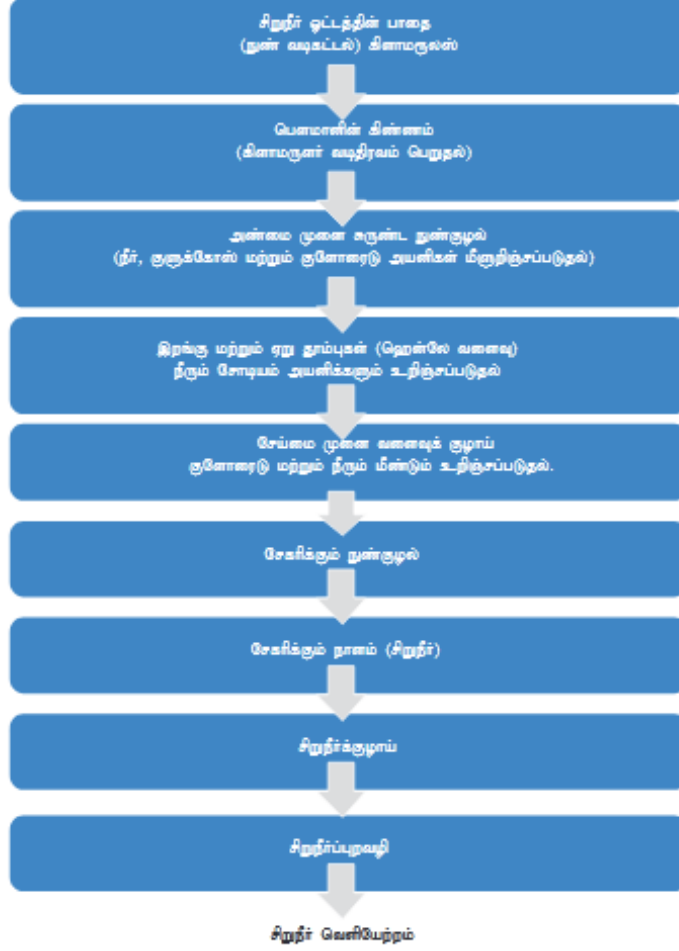 சிறுநீர் ஓட்டத்தின் பாதை
(நுண் வடிகட்டல்) கிளாமரூலஸ்
பௌமானின் கிண்ணம்
(கிளாமருளர் வடிதிரவம் பெறுதல்)
அண்மை முனை சுருண்ட நுண்குழல்
(நீர், குளுக்கோஸ் மற்றும் குளோரைடு அயனிகள் மீளுறிஞ்சப்படுதல்)
இறங்கு மற்றும் ஏறு தூம்புகள் (ஹென்லே வளைவு)
நீரும் சோடியம் அயனிக்களும் உறிஞ்சப்படுதல்
சேய்மை முனை வளைவுக் குழாய்
குளோரைடு மற்றும் நீரும் மீண்டும் உறிஞ்சப்படுதல்.
சேகரிக்கும் நுண்குழல்
சேகரிக்கும் நாளம் (சிறுநீர்)
சிறுநீர்க்குழாய்
சிறுநீர்ப்புறவழி
சிறுநீர் வெளியேற்றம்